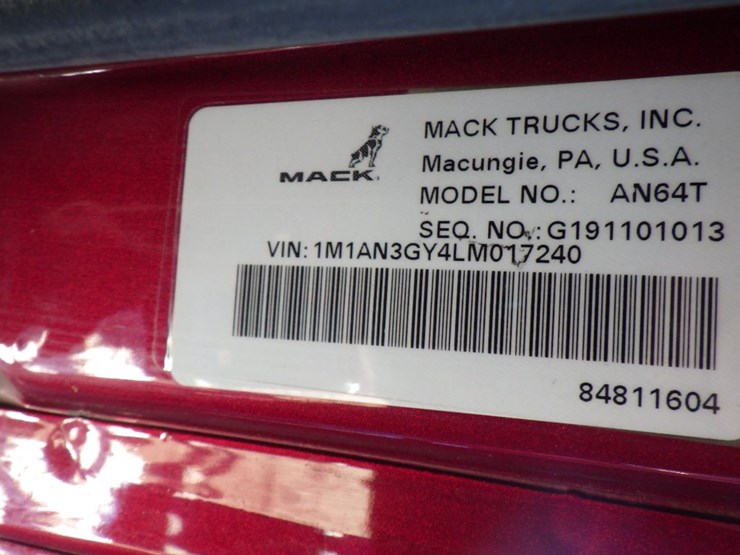 MACK TRUCKS, INC.
MACK
Macungie, PA, U.S.A.
MODEL NO.: AN64T
SEQ. NO.: G191101013
VIN: 1M1AN3GY4LM017240
84811604